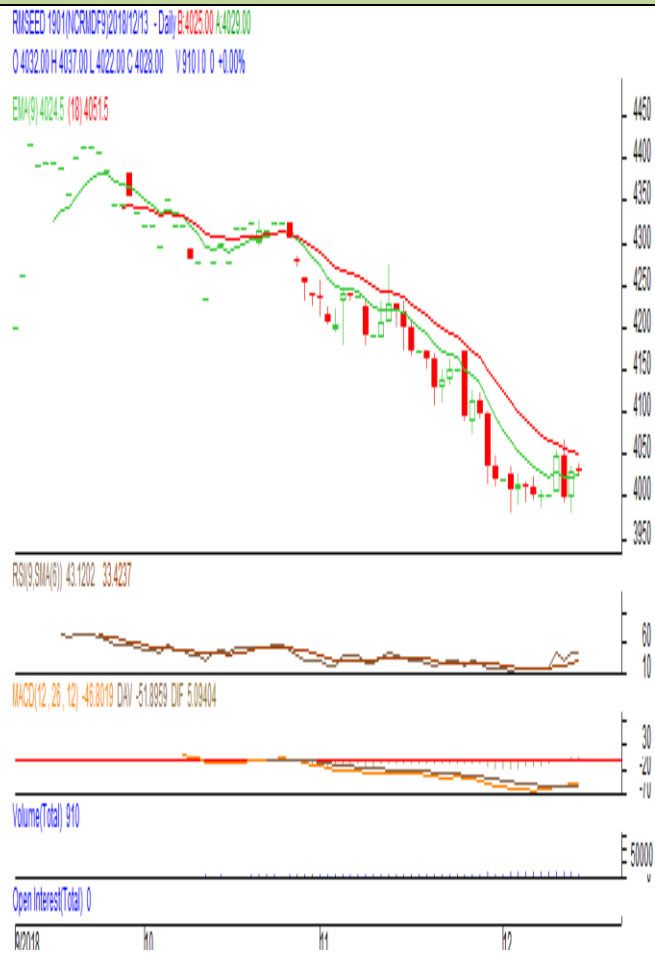 RMSEED 1901(NCRMDF9)2018/12/13 - Daily B:4025.00 A:4029.00
O 4032.00 H 4037.00 L 4022.00 C 4028.00 V 910 I 0 0 +0.00%
EMA(9) 4024.5 (18) 4051.5
4450
4400
4350
4300
4250
4200
4150
4100
4050
4000
3950
RSI(9,SMA(6)) 43.1202 33.4237
60
10
MACD(12 , 26 , 12) -46.8019 DAV -51.8959 DIF 5.09404
30
-20
-70
Volume(Total) 910
50000
Open Interest(Total) 0
9/2018 10 11 12